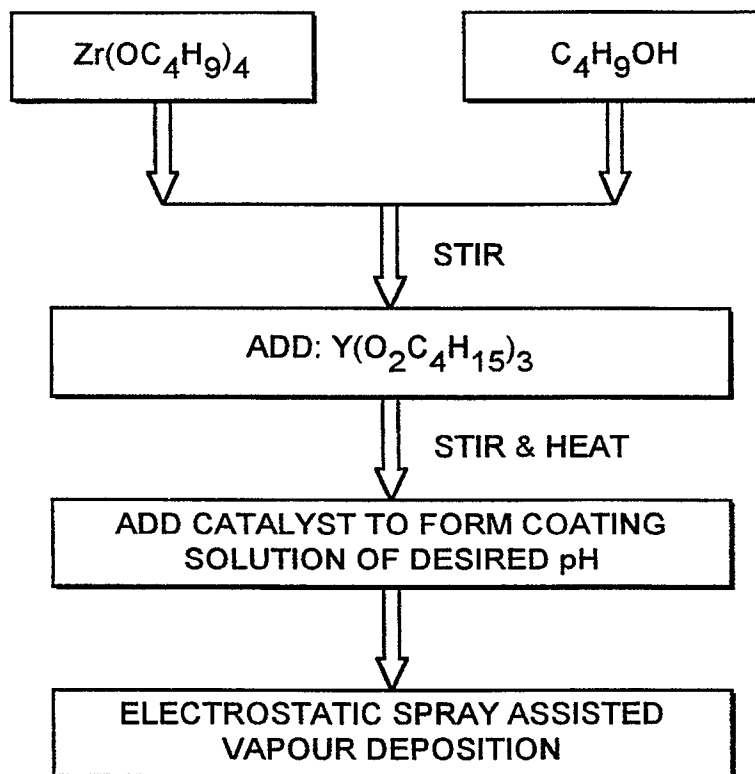 Zr(OC4H9)4
C4H9OH
STIR
ADD: Y(O2C4H15)3
STIR & HEAT
ADD CATALYST TO FORM COATING
SOLUTION OF DESIRED pH
ELECTROSTATIC SPRAY ASSISTED
VAPOUR DEPOSITION